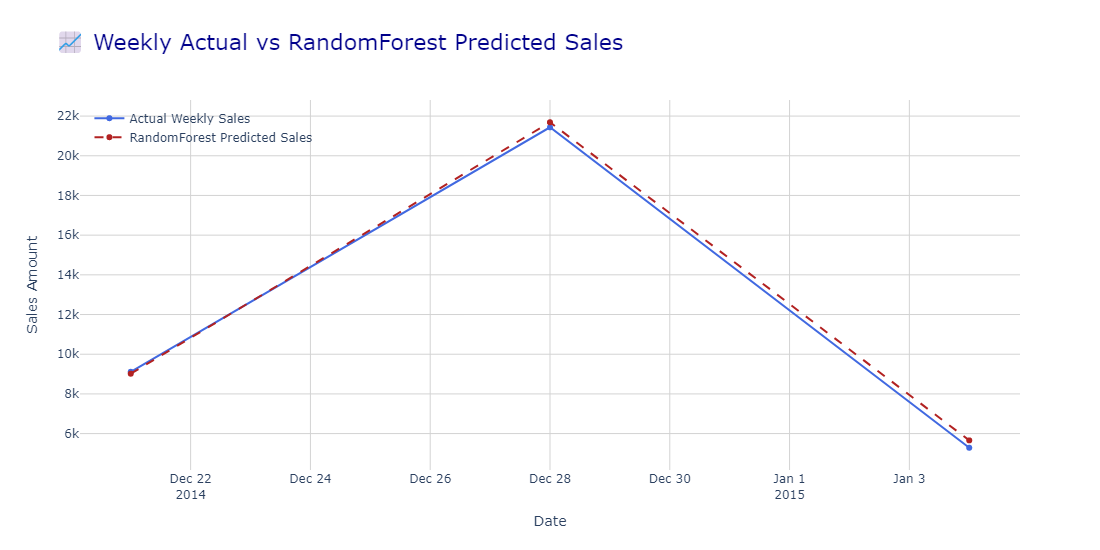 📈 Weekly Actual vs RandomForest Predicted Sales
Actual Weekly Sales
RandomForest Predicted Sales
22k
20k
18k
16k
14k
12k
10k
8k
6k
Sales Amount
Dec 22
2014
Dec 24
Dec 26
Dec 28
Dec 30
Jan 1
2015
Jan 3
Date